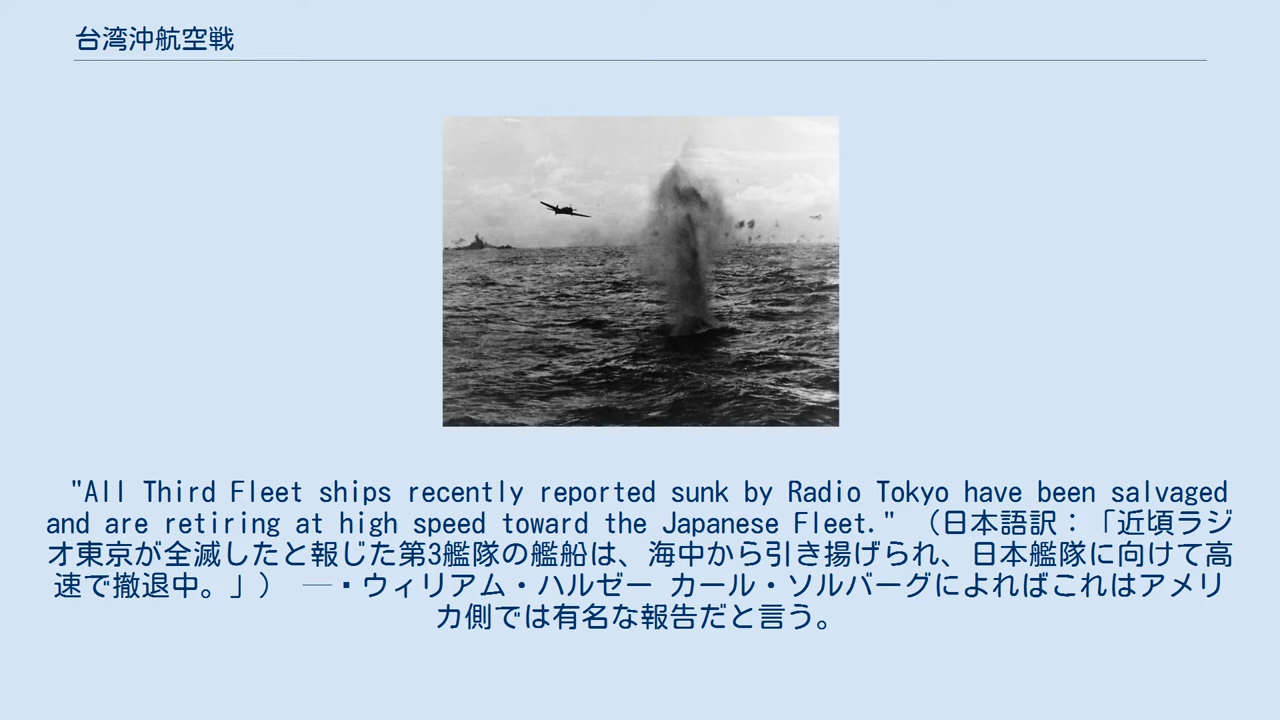 台湾沖航空戦
"All Third Fleet ships recently reported sunk by Radio Tokyo have been salvaged
and are retiring at high speed toward the Japanese Fleet." （日本語訳：「近頃ラジ
オ東京が全滅したと報じた第3艦隊の艦船は、海中から引き揚げられ、日本艦隊に向けて高
速で撤退中。」） ─▪ウィリアム・ハルゼー カール・ソルバーグによればこれはアメリ
カ側では有名な報告だと言う。